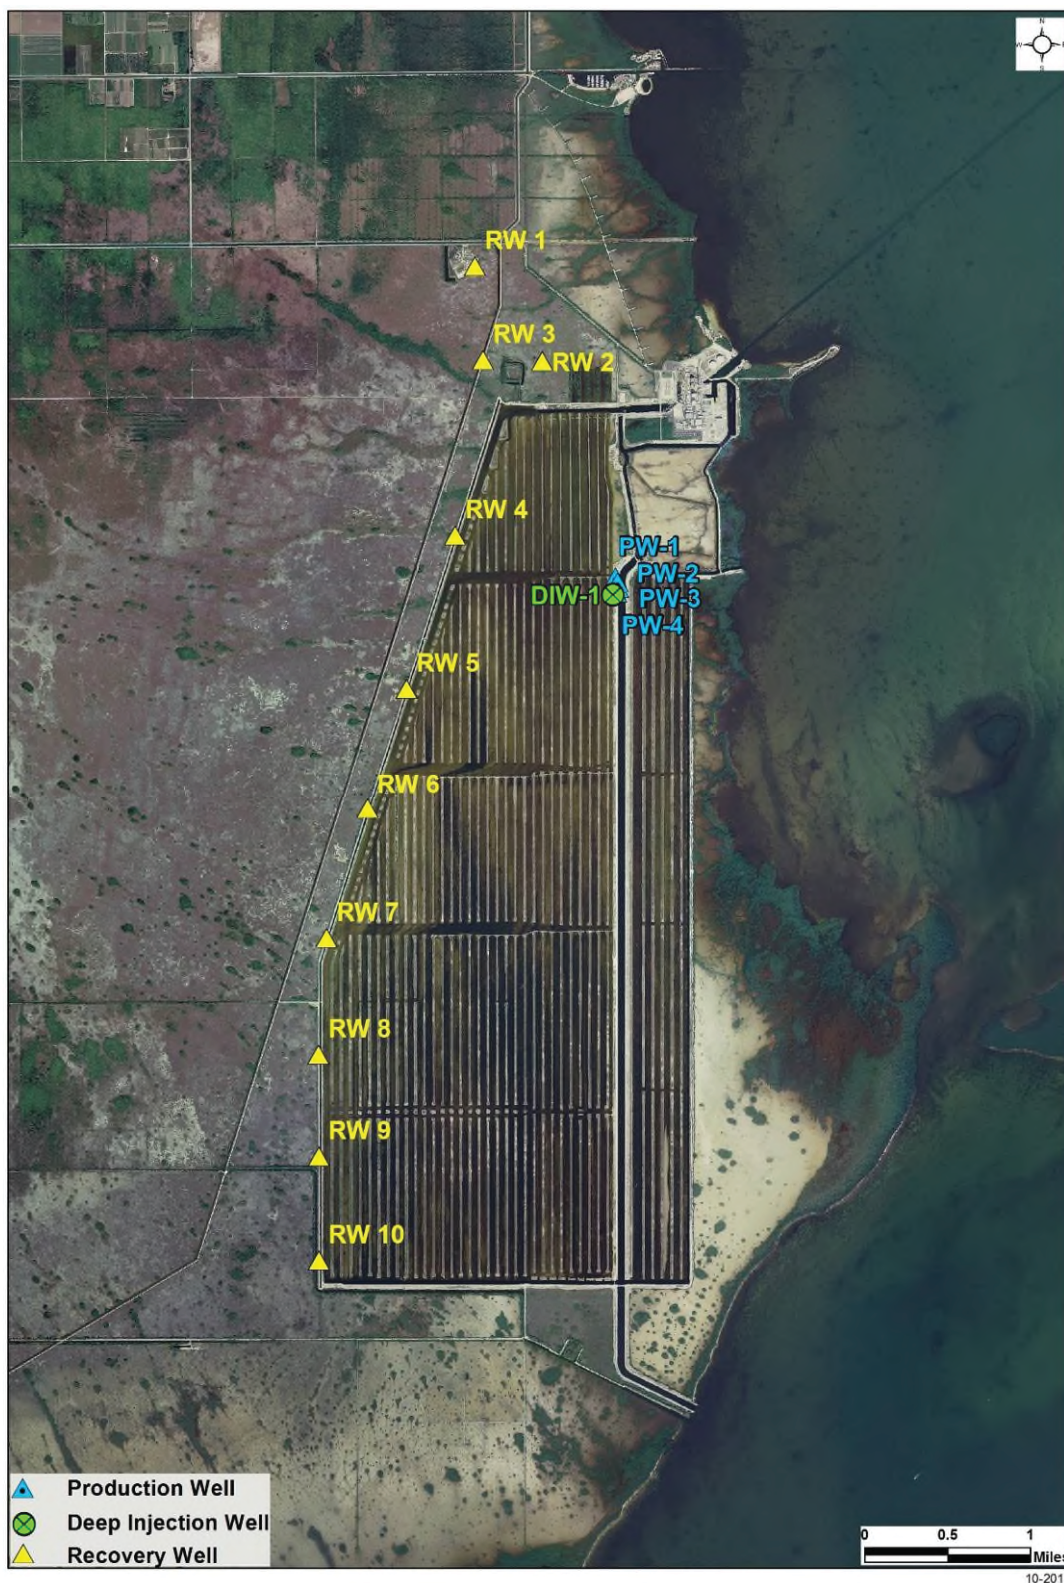 N
W
S
RW 1
RW 3
RW 2
RW 4
PW-1
PW-2
DIW-1
PW-3
PW-4
RW 5
RW 6
RW 7
RW 8
RW 9
RW 10
Production Well
Deep Injection Well
Recovery Well
0 0.5 1
Miles
10-201